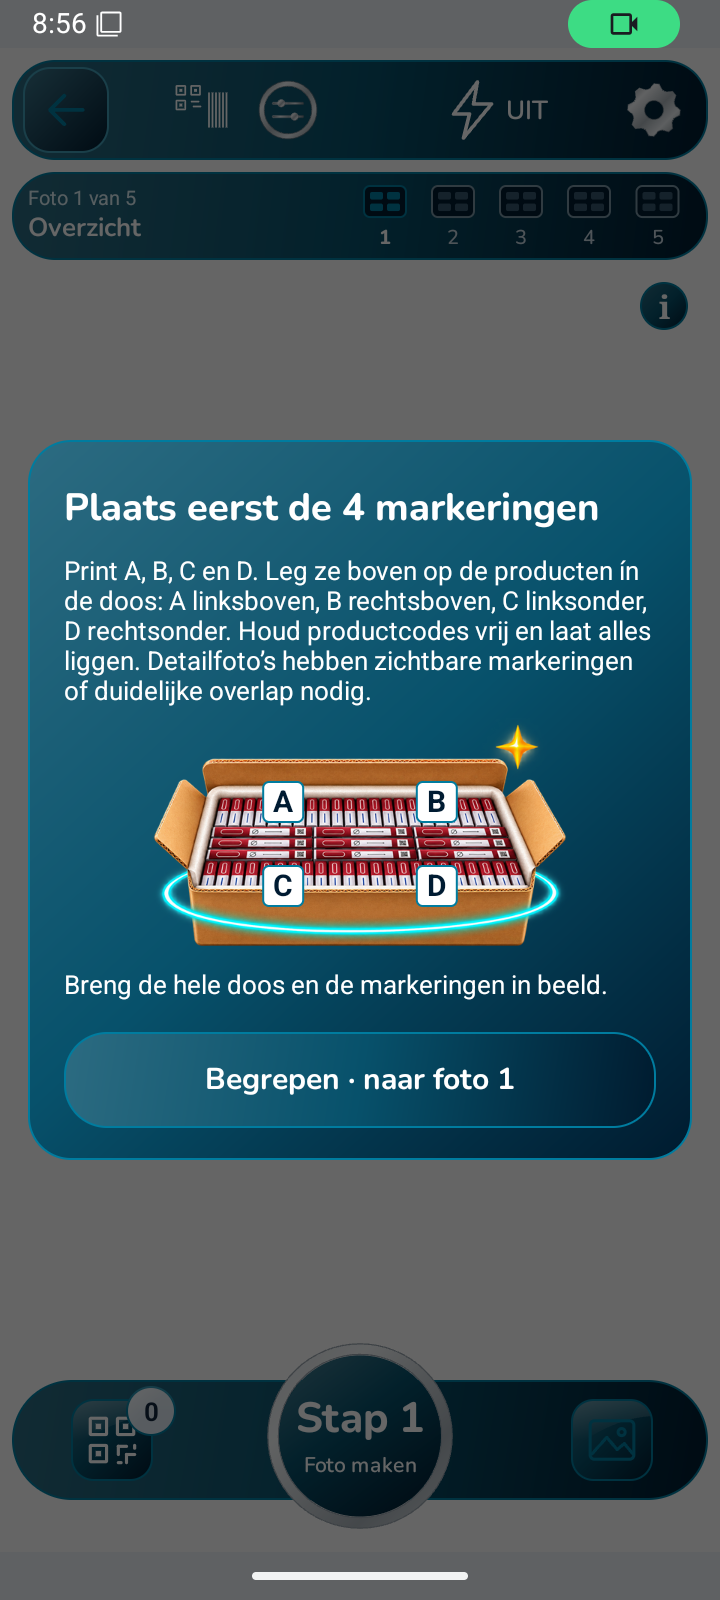 8:56
UIT
Foto 1 van 5
Overzicht
1 2 3 4 5
i
Plaats eerst de 4 markeringen
Print A, B, C en D. Leg ze boven op de producten ín
de doos: A linksboven, B rechtsboven, C linksonder,
D rechtsonder. Houd productcodes vrij en laat alles
liggen. Detailfoto’s hebben zichtbare markeringen
of duidelijke overlap nodig.
A B
C D
Breng de hele doos en de markeringen in beeld.
Begrepen · naar foto 1
0
Stap 1
Foto maken